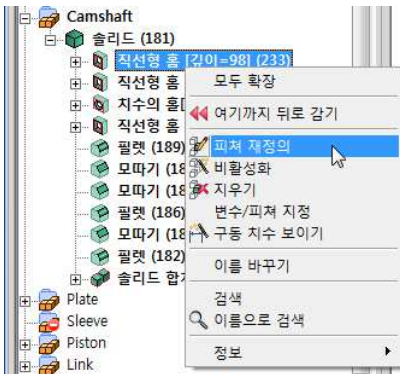 Camshaft
솔리드 (181)
직선형 홈 [깊이=98] (233)
직선형 홈
치수의 홈[
직선형 홈
필렛 (189)
모따기 (18
모따기 (18
필렛 (186)
모따기 (18
필렛 (182)
솔리드 합
Plate
Sleeve
Piston
Link
모두 확장
여기까지 뒤로 감기
피쳐 재정의
비활성화
지우기
변수/피쳐 지정
구동 치수 보이기
이름 바꾸기
검색
이름으로 검색
정보